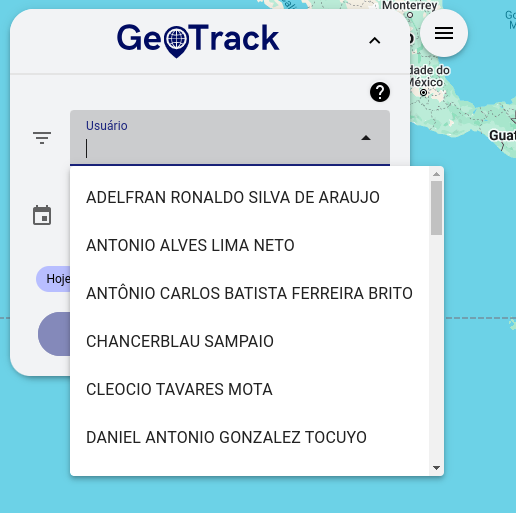 Monterrey
GeoTrack
dade do
México
Guat
Usuário
ADELFRAN RONALDO SILVA DE ARAUJO
ANTONIO ALVES LIMA NETO
Hoje
ANTÔNIO CARLOS BATISTA FERREIRA BRITO
CHANCERBLAU SAMPAIO
CLEOCIO TAVARES MOTA
DANIEL ANTONIO GONZALEZ TOCUYO